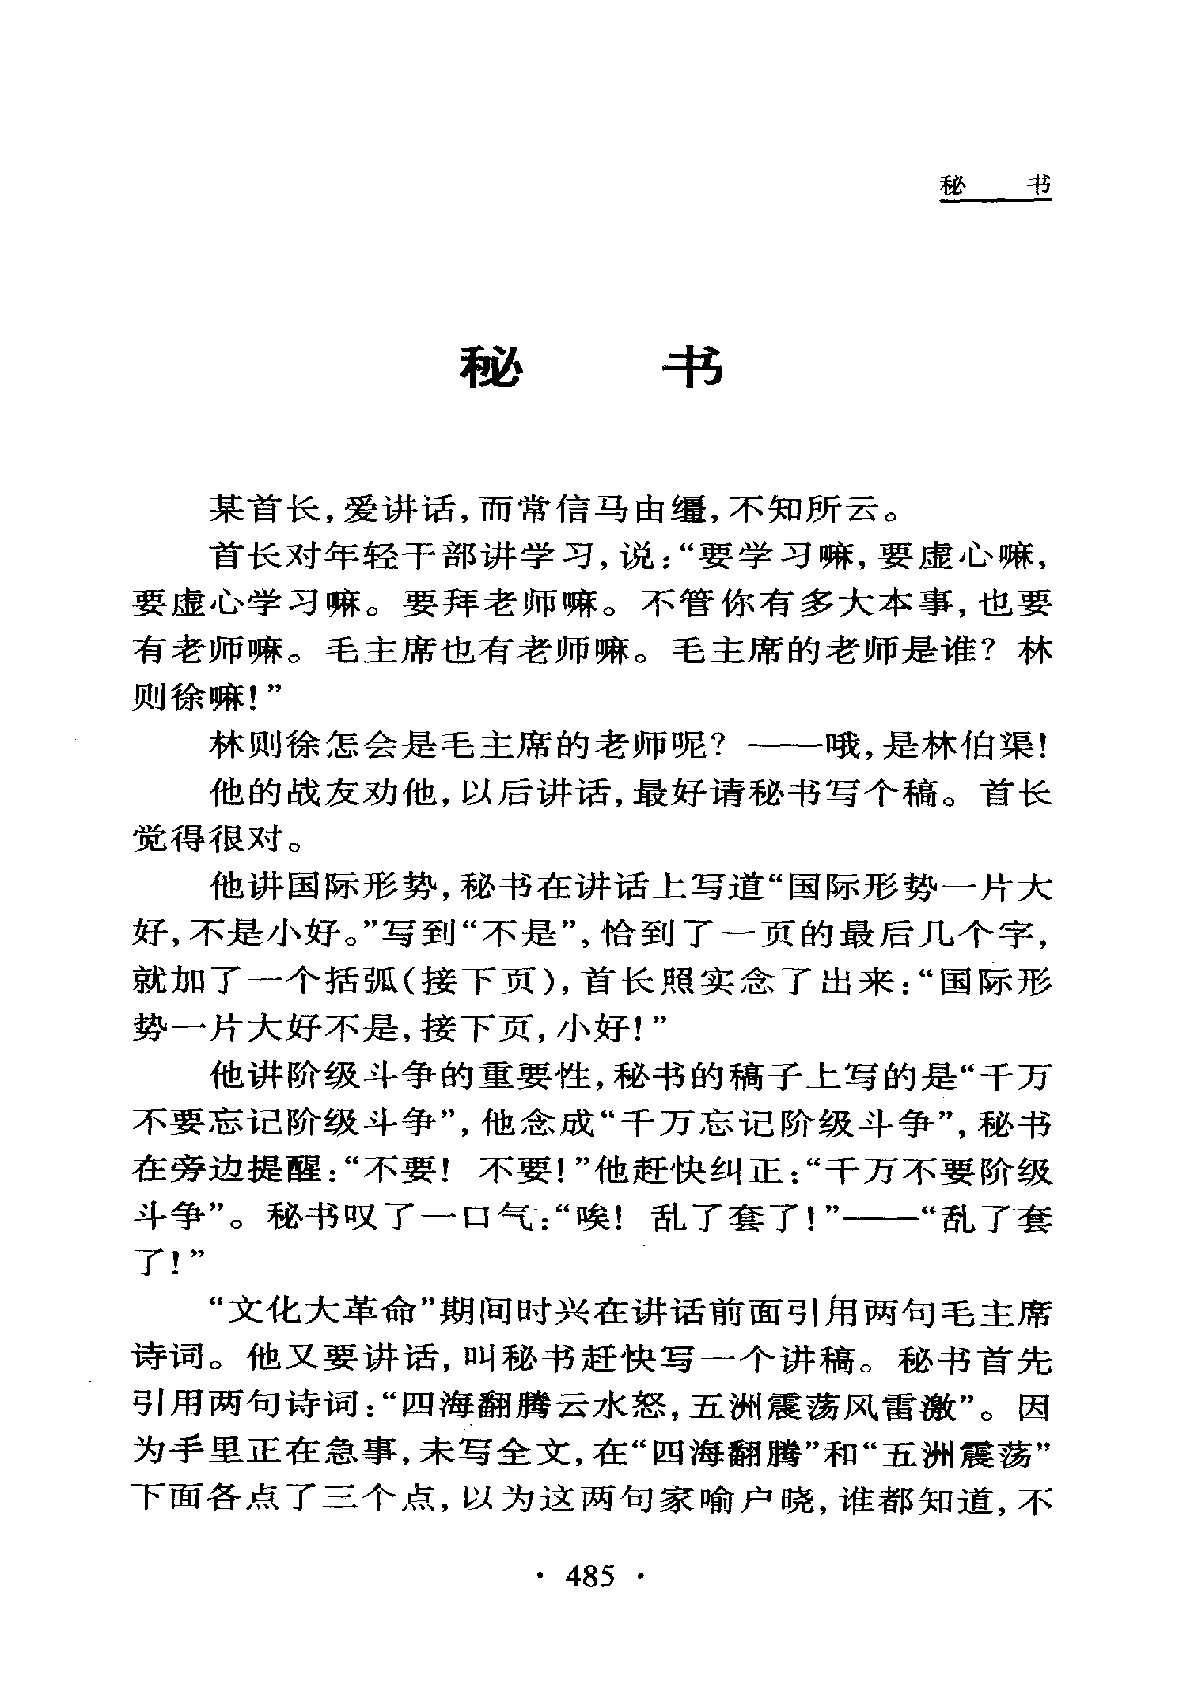 秘 书
秘 书
某首长,爱讲话,而常信马由缰,不知所云。
首长对年轻干部讲学习,说:“要学习嘛,要虚心嘛,
要虚心学习嘛。要拜老师嘛。不管你有多大本事,也要
有老师嘛。毛主席也有老师嘛。毛主席的老师是谁?林
则徐嘛!”
林则徐怎会是毛主席的老师呢?——哦,是林伯渠!
他的战友劝他,以后讲话,最好请秘书写个稿。首长
觉得很对。
他讲国际形势,秘书在讲话上写道“国际形势一片大
好,不是小好。”写到“不是”,恰到了一页的最后几个字,
就加了一个括弧(接下页),首长照实念了出来:“国际形
势一片大好不是,接下页,小好!”
他讲阶级斗争的重要性,秘书的稿子上写的是“千万
不要忘记阶级斗争”,他念成“千万忘记阶级斗争”,秘书
在旁边提醒:“不要!不要!”他赶快纠正:“千万不要阶级
斗争”。秘书叹了一口气:“唉!乱了套了!”——“乱了套
了!”
“文化大革命”期间时兴在讲话前面引用两句毛主席
诗词。他又要讲话,叫秘书赶快写一个讲稿。秘书首先
引用两句诗词:“四海翻腾云水怒,五洲震荡风雷激”。因
为手里正在急事,未写全文,在“四海翻腾”和“五洲震荡”
下面各点了三个点,以为这两句家喻户晓,谁都知道,不
· 485 ·